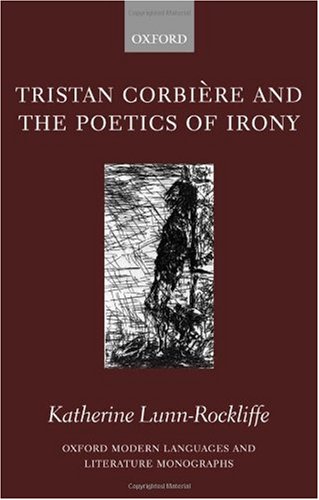 OXFORD
TRISTAN CORBIÈRE AND
THE POETICS OF IRONY
Katherine Lunn-Rockliffe
OXFORD MODERN LANGUAGES AND
LITERATURE MONOGRAPHS